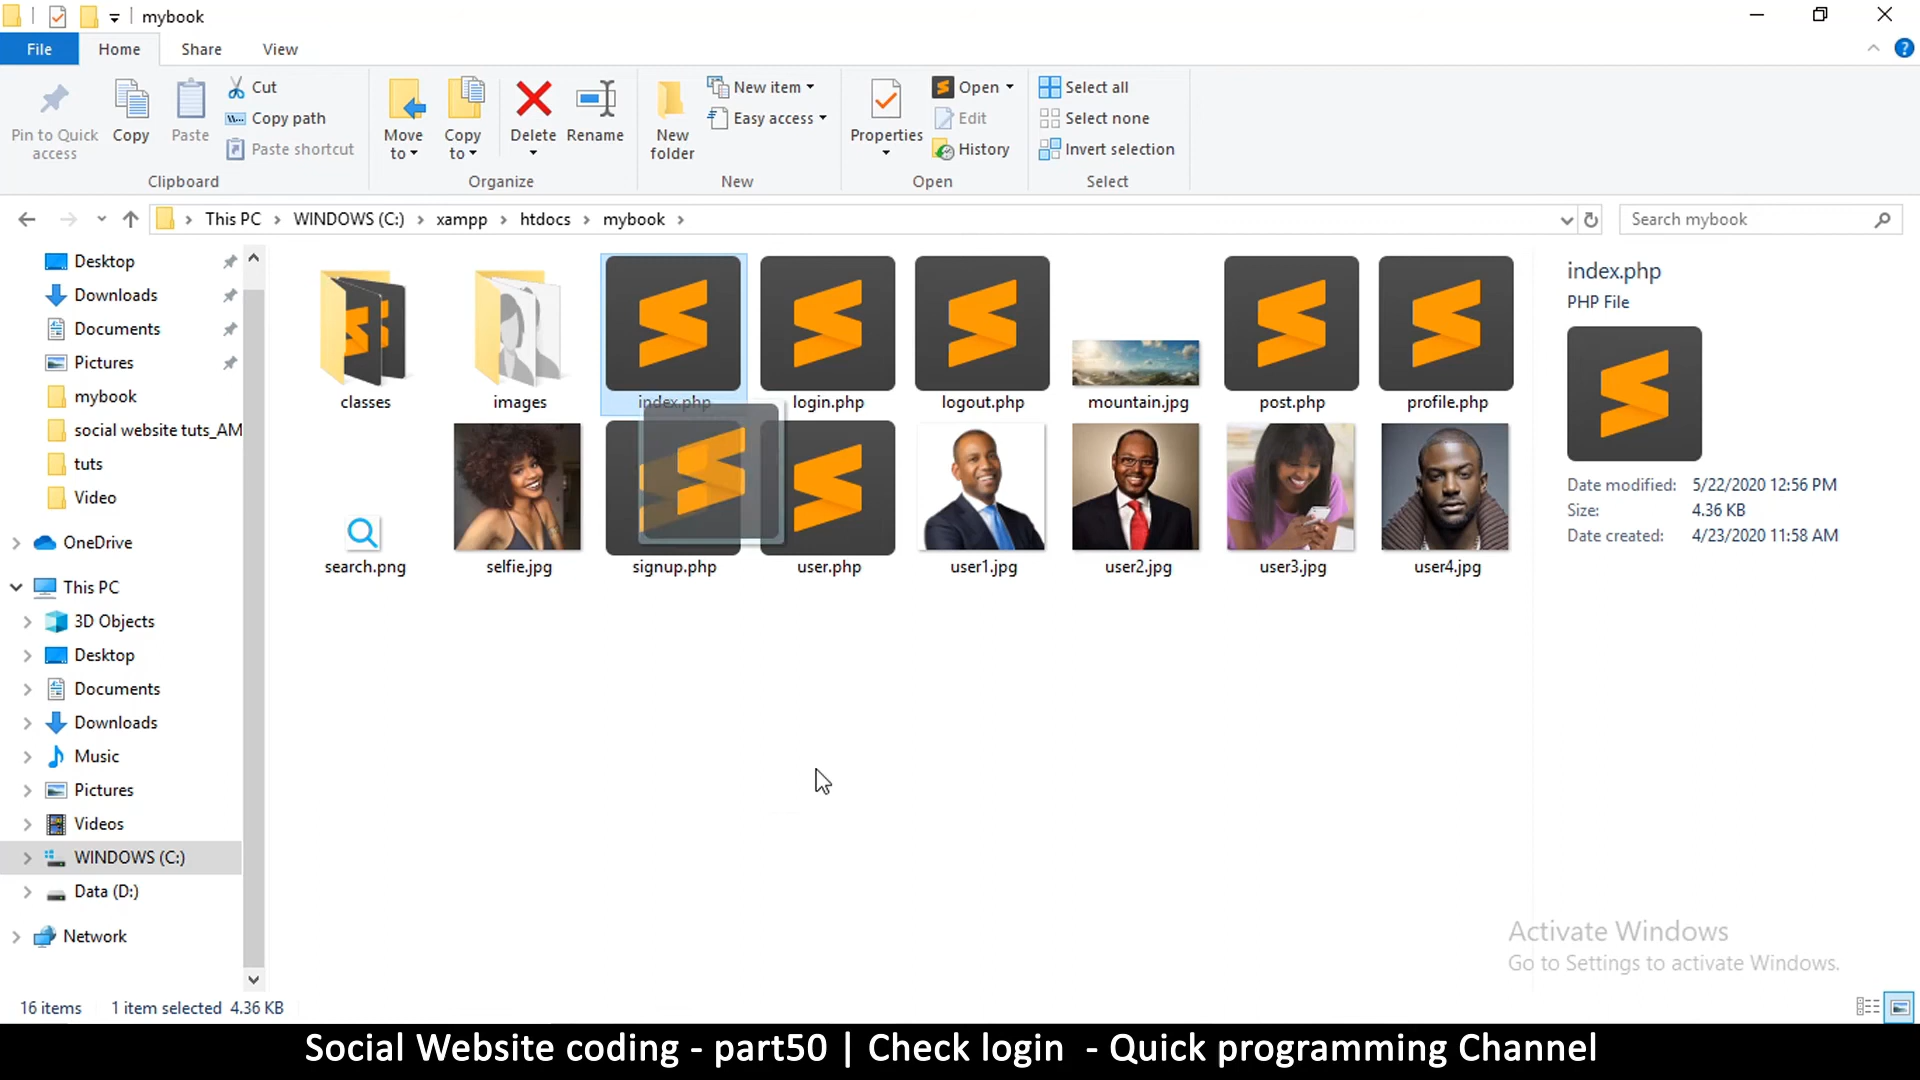 mybook
File Home Share View
Pin to Quick access
Copy
Paste
Cut
Copy path
Paste shortcut
Clipboard
Move to
Copy to
Delete
Rename
Organize
New folder
New item
Easy access
New
Properties
Open
Edit
History
Open
Select all
Select none
Invert selection
Select
This PC > WINDOWS (C:) > xampp > htdocs > mybook >
Search mybook
Desktop
Downloads
Documents
Pictures
mybook
social website tuts_AM
tuts
Video
OneDrive
This PC
3D Objects
Desktop
Documents
Downloads
Music
Pictures
Videos
WINDOWS (C:)
Data (D:)
Network
classes
images
index.php
login.php
logout.php
mountain.jpg
post.php
profile.php
search.png
selfie.jpg
signup.php
user.php
user1.jpg
user2.jpg
user3.jpg
user4.jpg
index.php
PHP File
Date modified: 5/22/2020 12:56 PM
Size: 4.36 KB
Date created: 4/23/2020 11:58 AM
Activate Windows
Go to Settings to activate Windows.
16 items 1 item selected 4.36 KB
Social Website coding - part50 | Check login - Quick programming Channel